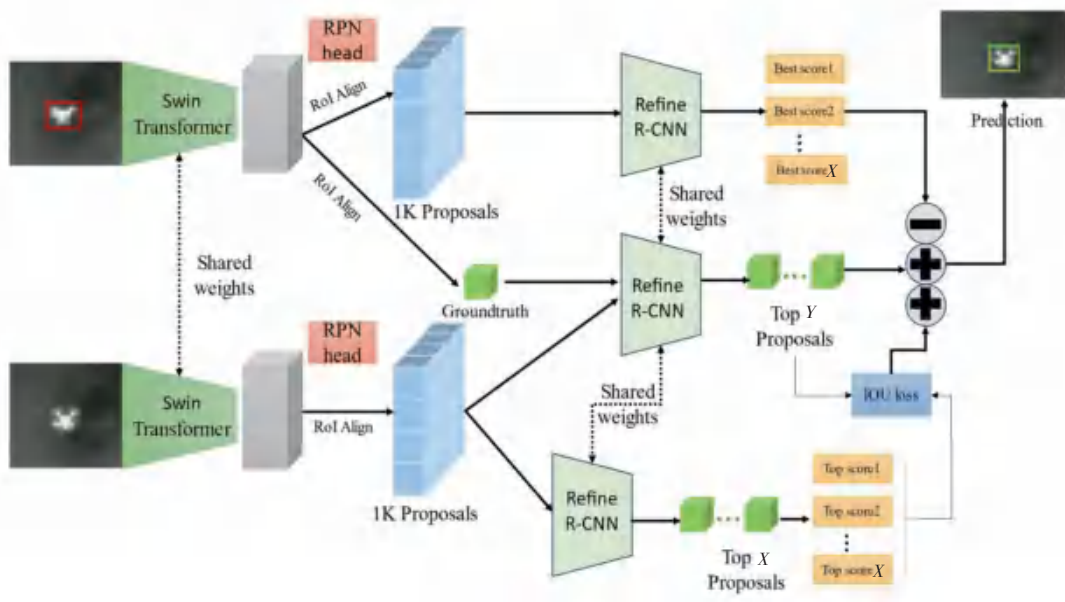 RPN
head
Swin
Transformer
RoI Align
RoI Align
1K Proposals
Refine
R-CNN
Best score1
Best score2
Best scoreX
Prediction
Shared
weights
Shared
weights
Groundtruth
Refine
R-CNN
Top Y
Proposals
RPN
head
Swin
Transformer
RoI Align
1K Proposals
Shared
weights
IOU loss
Refine
R-CNN
Top X
Proposals
Top score1
Top score2
Top scoreX